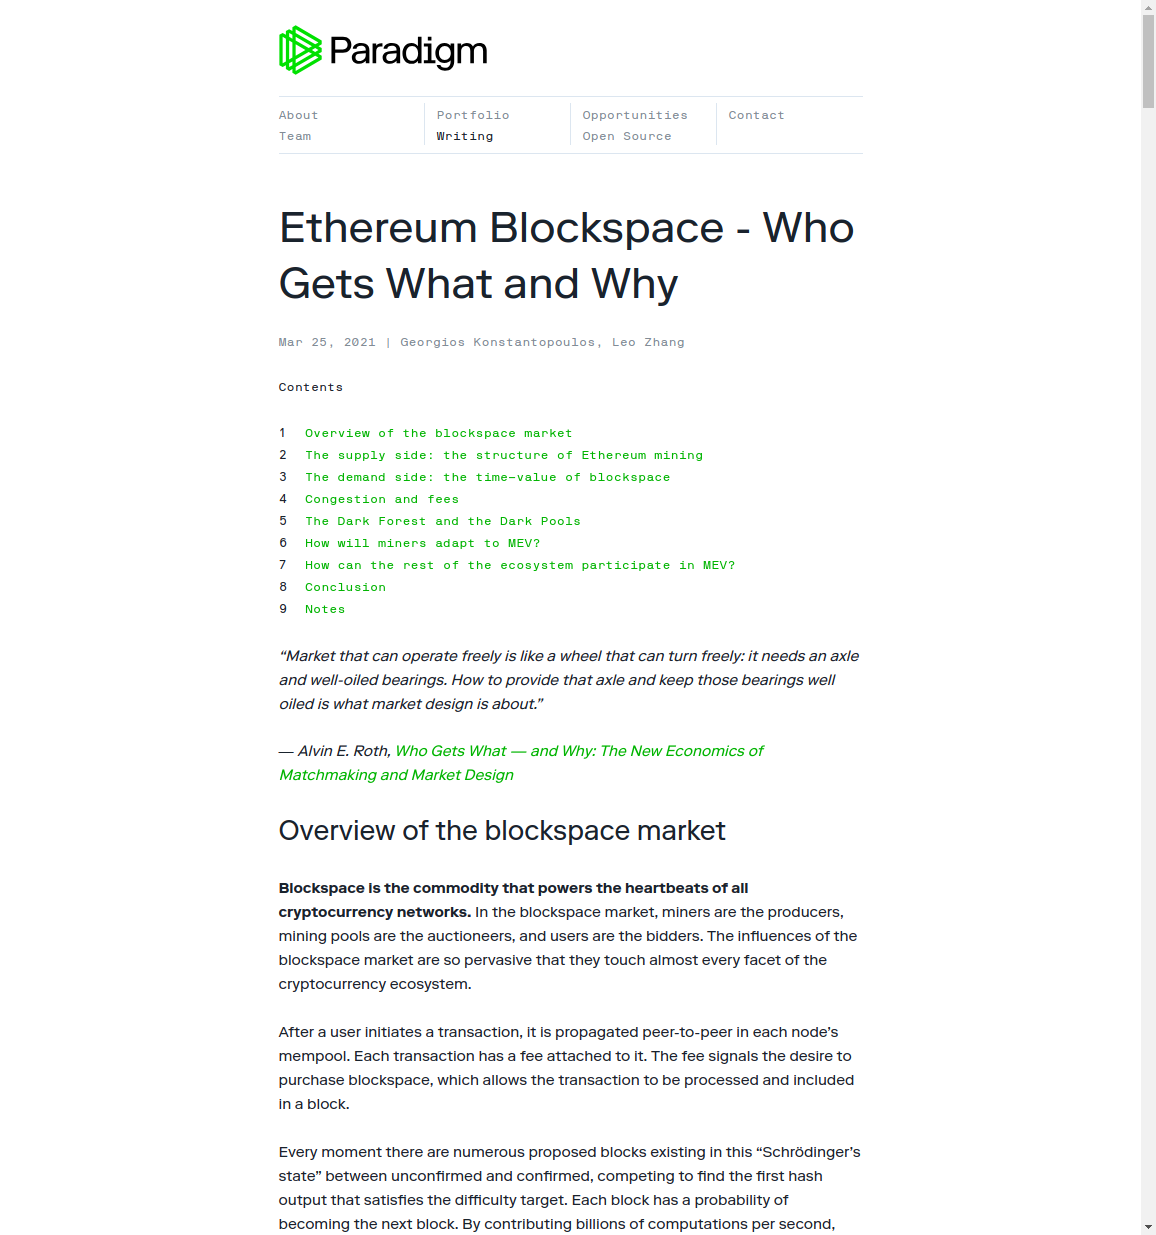 Paradigm
About
Team
Portfolio
Writing
Opportunities
Open Source
Contact
Ethereum Blockspace - Who
Gets What and Why
Mar 25, 2021 | Georgios Konstantopoulos, Leo Zhang
Contents
1 Overview of the blockspace market
2 The supply side: the structure of Ethereum mining
3 The demand side: the time-value of blockspace
4 Congestion and fees
5 The Dark Forest and the Dark Pools
6 How will miners adapt to MEV?
7 How can the rest of the ecosystem participate in MEV?
8 Conclusion
9 Notes
“Market that can operate freely is like a wheel that can turn freely: it needs an axle
and well-oiled bearings. How to provide that axle and keep those bearings well
oiled is what market design is about.”
— Alvin E. Roth, Who Gets What — and Why: The New Economics of
Matchmaking and Market Design
Overview of the blockspace market
Blockspace is the commodity that powers the heartbeats of all
cryptocurrency networks. In the blockspace market, miners are the producers,
mining pools are the auctioneers, and users are the bidders. The influences of the
blockspace market are so pervasive that they touch almost every facet of the
cryptocurrency ecosystem.
After a user initiates a transaction, it is propagated peer-to-peer in each node’s
mempool. Each transaction has a fee attached to it. The fee signals the desire to
purchase blockspace, which allows the transaction to be processed and included
in a block.
Every moment there are numerous proposed blocks existing in this “Schrödinger’s
state” between unconfirmed and confirmed, competing to find the first hash
output that satisfies the difficulty target. Each block has a probability of
becoming the next block. By contributing billions of computations per second,